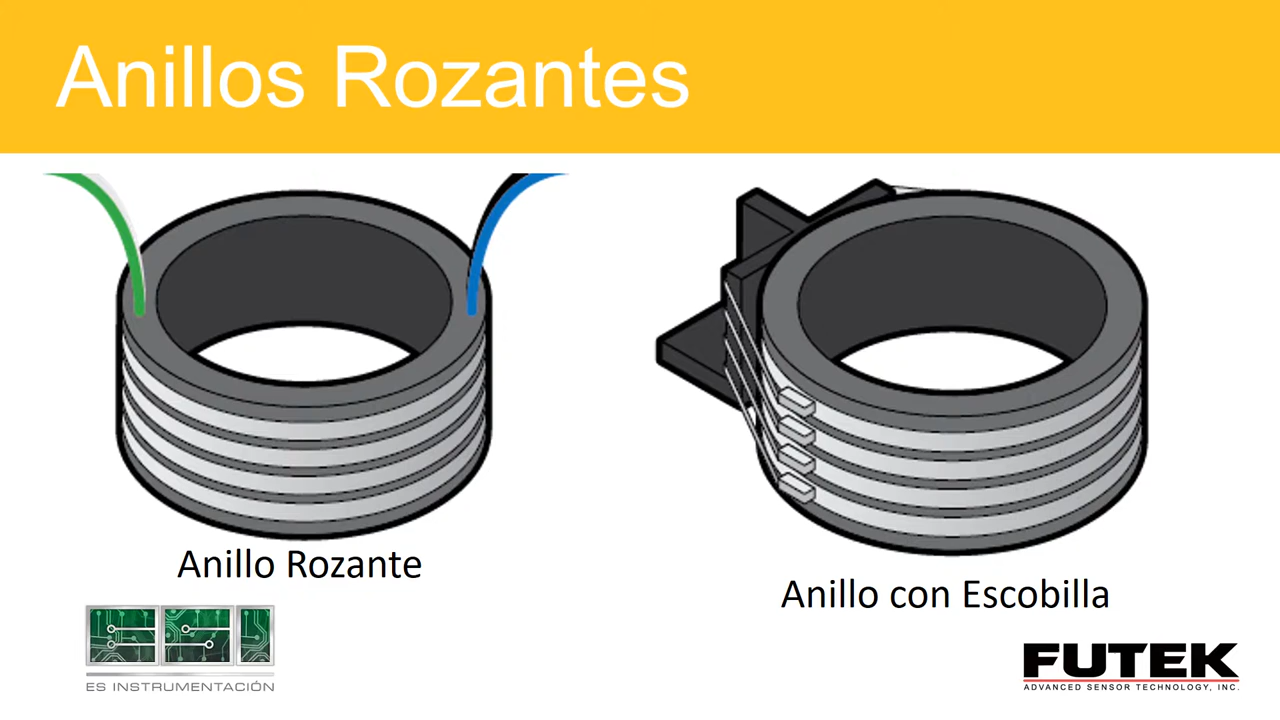 Anillos Rozantes
Anillo Rozante
Anillo con Escobilla
ES INSTRUMENTACIÓN
FUTEK
ADVANCED SENSOR TECHNOLOGY, INC.